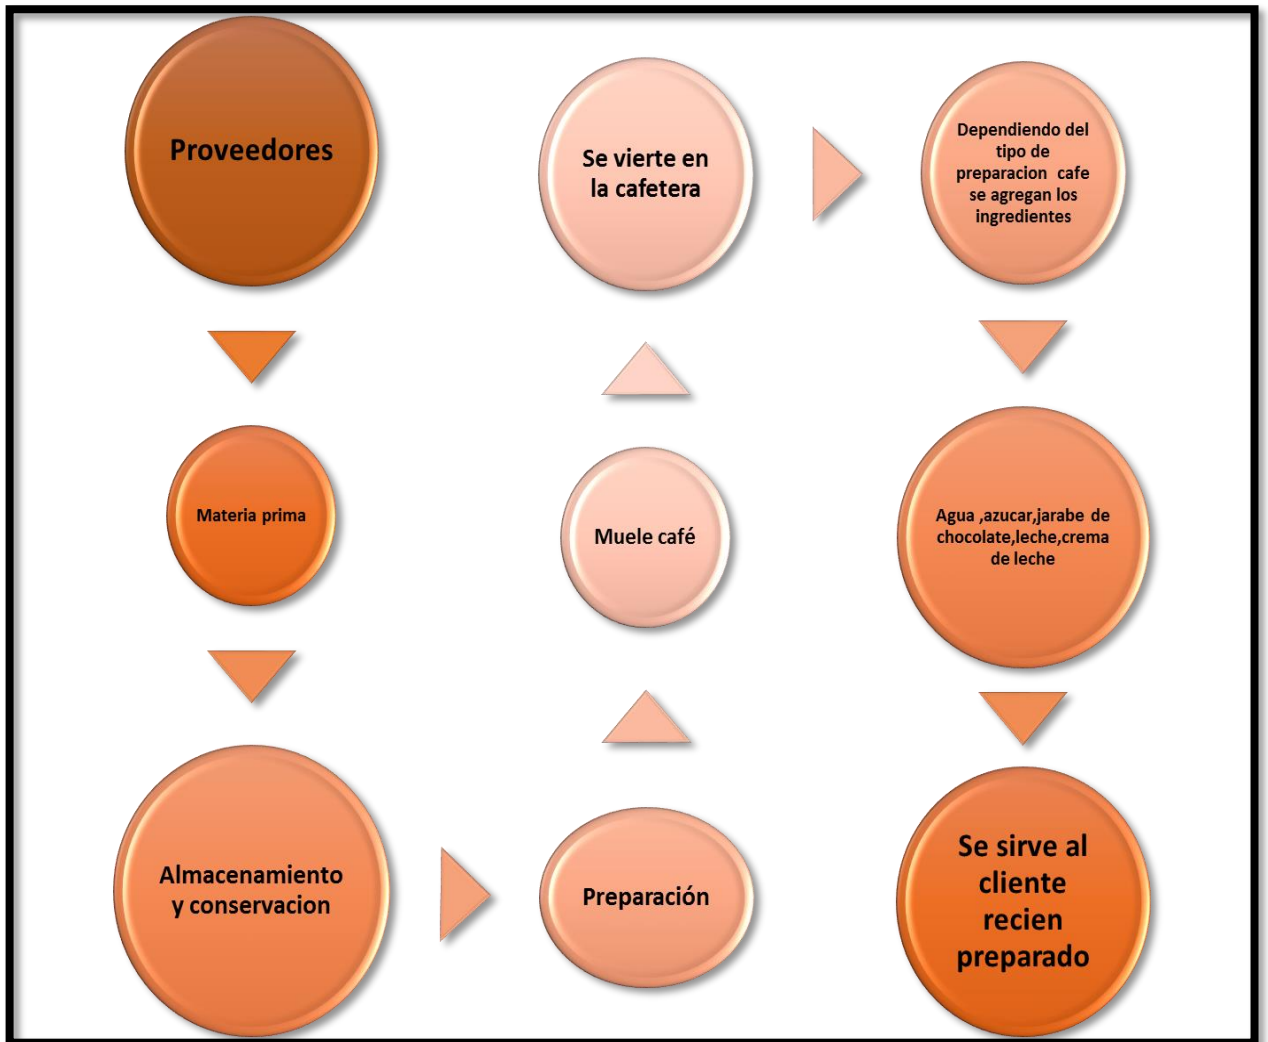 Proveedores
Materia prima
Almacenamiento
y conservacion
Preparación
Muele café
Se vierte en
la cafetera
Dependiendo del
tipo de
preparacion cafe
se agregan los
ingredientes
Agua ,azucar,jarabe de
chocolate,leche,crema
de leche
Se sirve al
cliente
recien
preparado